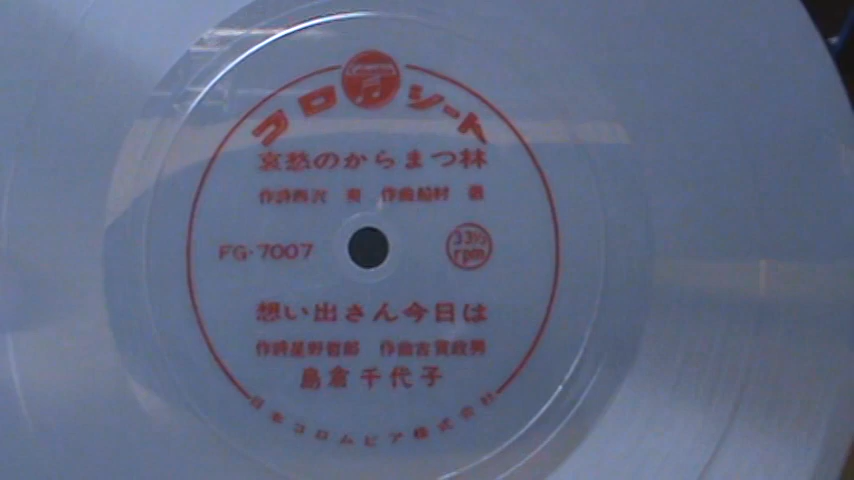 Columbia
コロシート
哀愁のからまつ林
作詩西沢 爽 作曲船村 徹
FG-7007
33⅓
rpm
想い出さん今日は
作詩星野哲郎 作曲古賀政男
島倉千代子
日本コロムビア株式会社